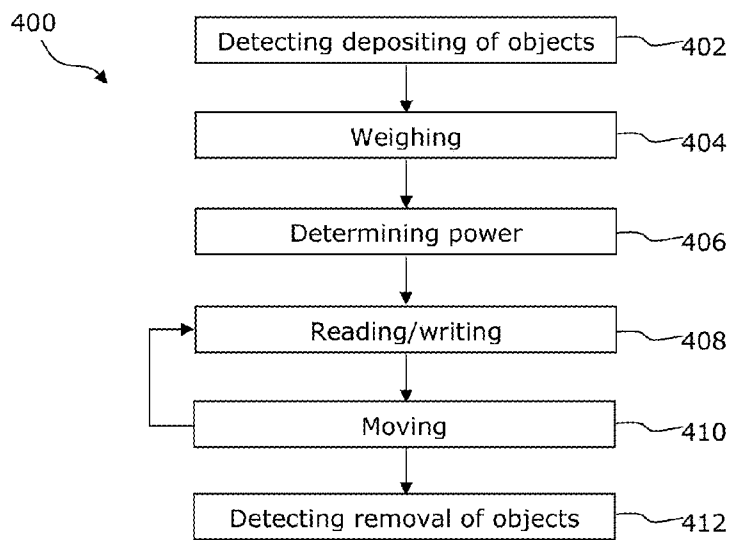 400
Detecting depositing of objects 402
Weighing 404
Determining power 406
Reading/writing 408
Moving 410
Detecting removal of objects 412